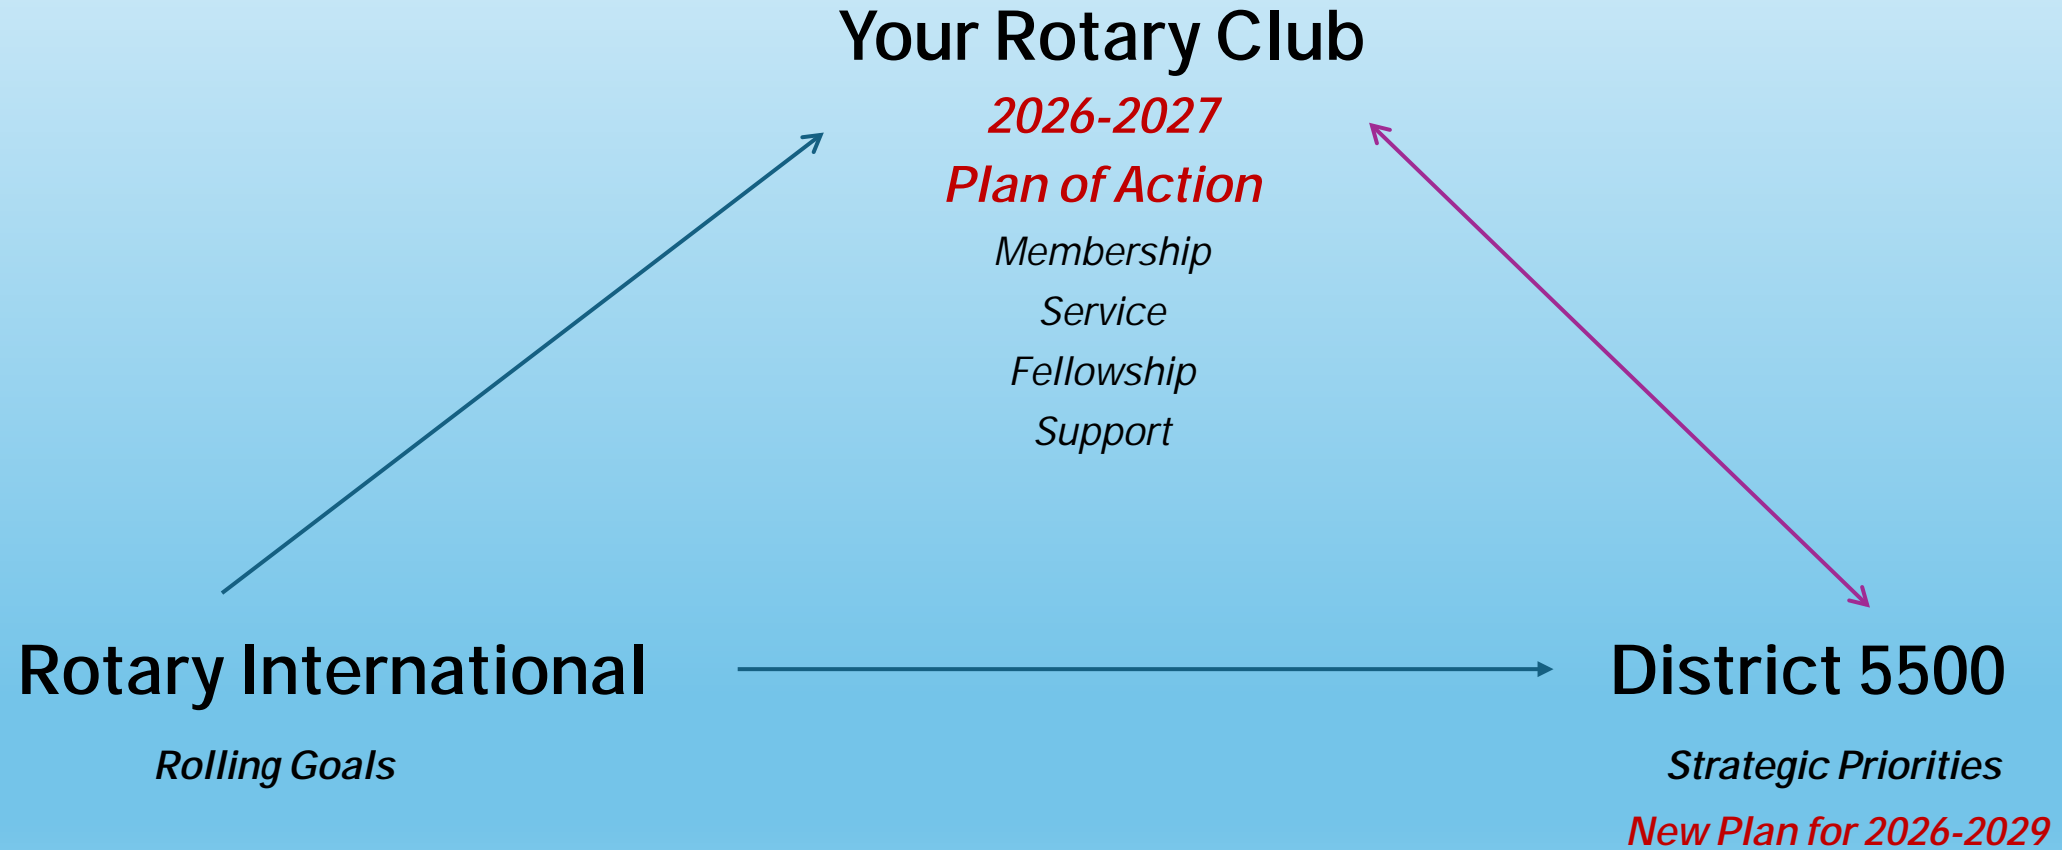 Your Rotary Club
2026-2027
Plan of Action
Membership
Service
Fellowship
Support
Rotary International
District 5500
Rolling Goals
Strategic Priorities
New Plan for 2026-2029